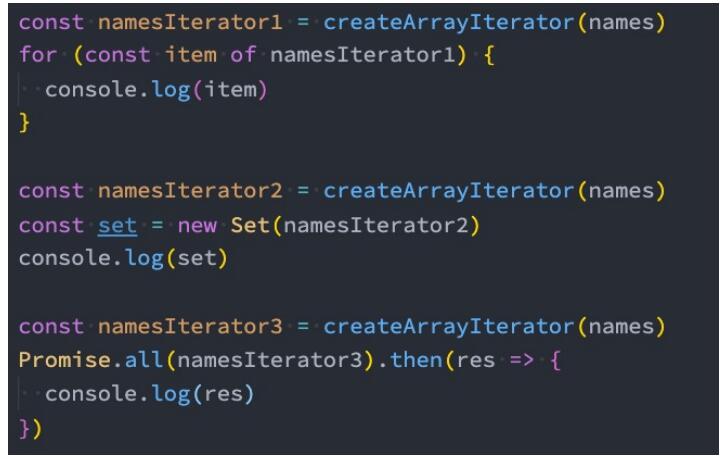 const namesIterator1 = createArrayIterator(names)
for (const item of namesIterator1) {
  console.log(item)
}
const namesIterator2 = createArrayIterator(names)
const set = new Set(namesIterator2)
console.log(set)
const namesIterator3 = createArrayIterator(names)
Promise.all(namesIterator3).then(res => {
  console.log(res)
})